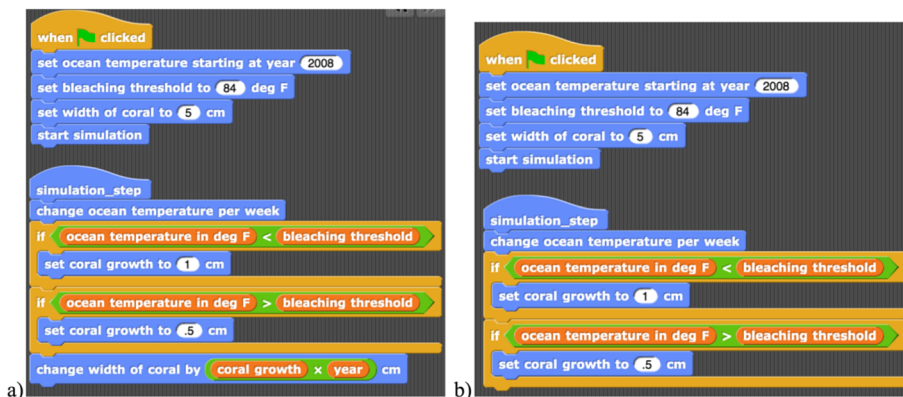 when clicked
set ocean temperature starting at year 2008
set bleaching threshold to 84 deg F
set width of coral to 5 cm
start simulation
simulation_step
change ocean temperature per week
if ocean temperature in deg F < bleaching threshold
set coral growth to 1 cm
if ocean temperature in deg F > bleaching threshold
set coral growth to .5 cm
change width of coral by coral growth × year cm
a)
when clicked
set ocean temperature starting at year 2008
set bleaching threshold to 84 deg F
set width of coral to 5 cm
start simulation
simulation_step
change ocean temperature per week
if ocean temperature in deg F < bleaching threshold
set coral growth to 1 cm
if ocean temperature in deg F > bleaching threshold
set coral growth to .5 cm
b)